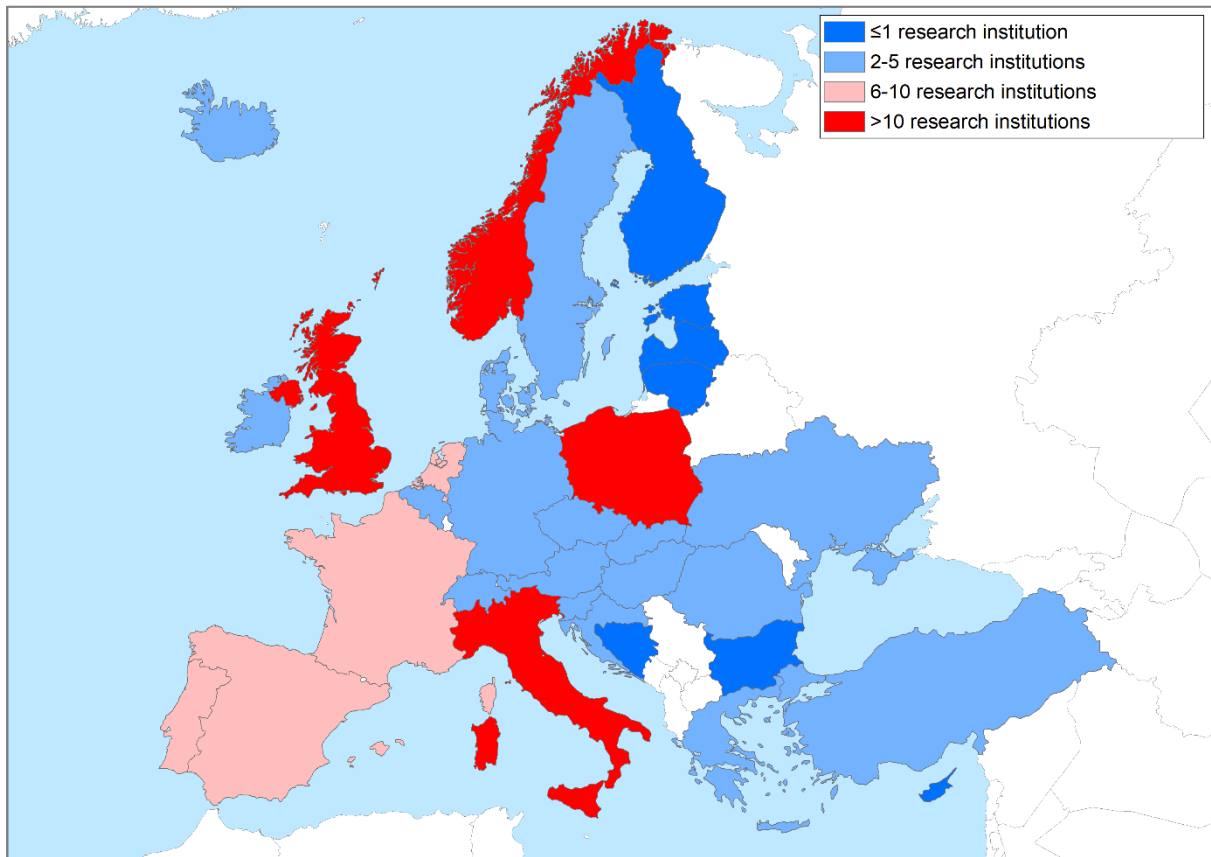 ≤1 research institution
2-5 research institutions
6-10 research institutions
>10 research institutions